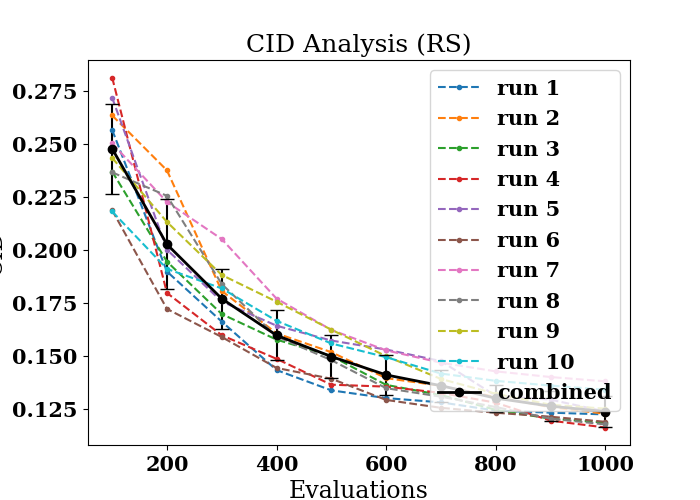 CID Analysis (RS)
0.275
0.250
0.225
0.200
0.175
0.150
0.125
200
400
600
800
1000
Evaluations
run 1
run 2
run 3
run 4
run 5
run 6
run 7
run 8
run 9
run 10
combined